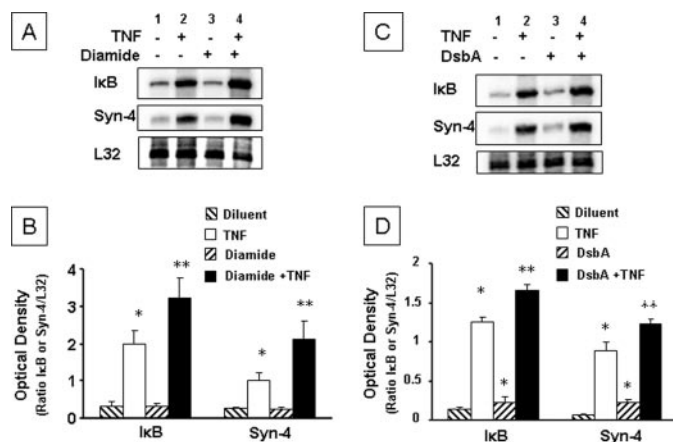 A
1 2 3 4
TNF - + - +
Diamide - - + +
IκB
Syn-4
L32
C
1 2 3 4
TNF - + - +
DsbA - - + +
IκB
Syn-4
L32
B
Diluent
TNF
Diamide
Diamide +TNF
Optical Density
(Ratio IκB or Syn-4/L32)
4
3
2
1
0
* ** * **
IκB Syn-4
D
Diluent
TNF
DsbA
DsbA +TNF
Optical Density
(Ratio IκB or Syn-4/L32)
2
1.5
1
0.5
0
* * ** * * **
IκB Syn-4